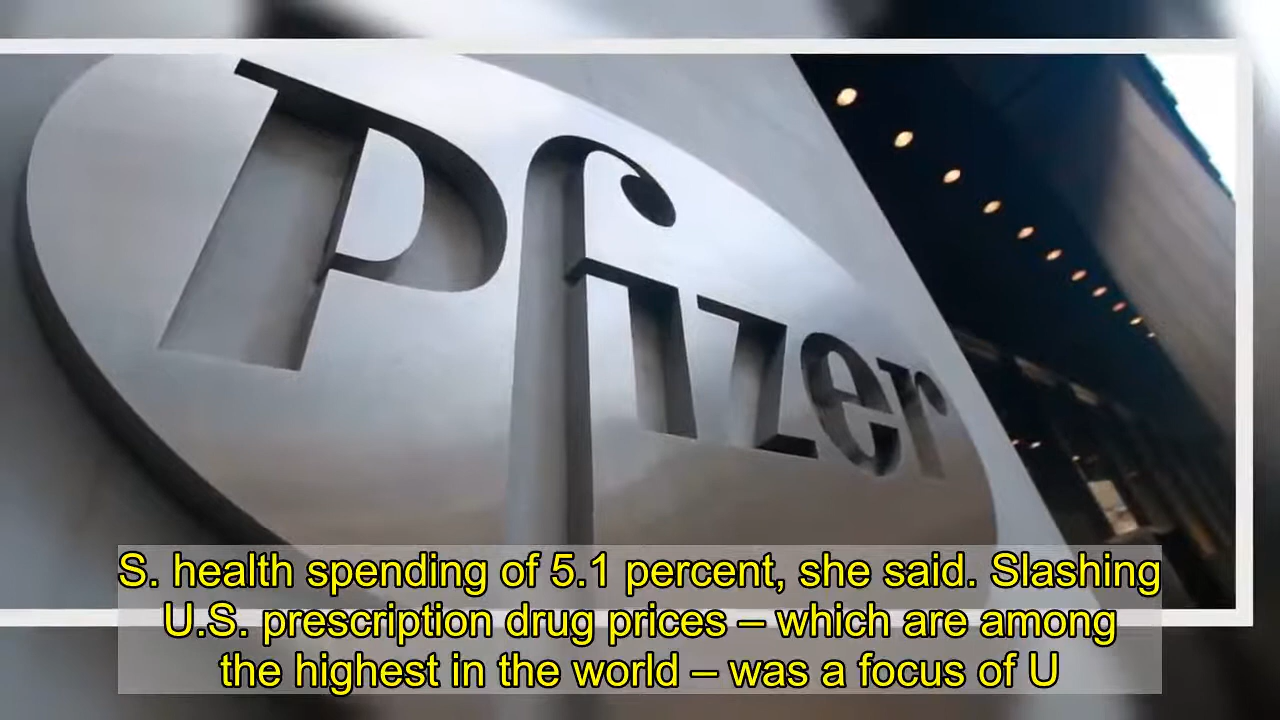 Pfizer
S. health spending of 5.1 percent, she said. Slashing
U.S. prescription drug prices – which are among
the highest in the world – was a focus of U